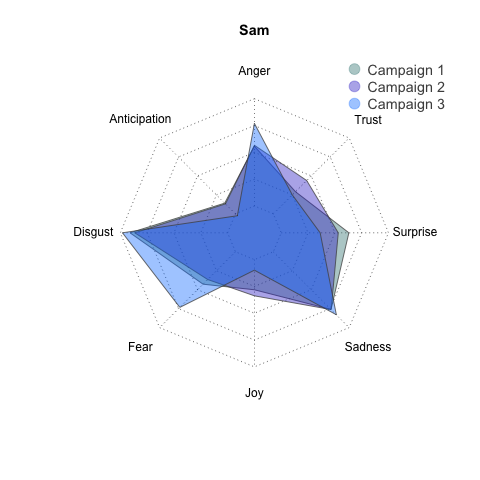 Sam
Anger
Campaign 1
Campaign 2
Campaign 3
Anticipation
Trust
Disgust
Surprise
Fear
Sadness
Joy